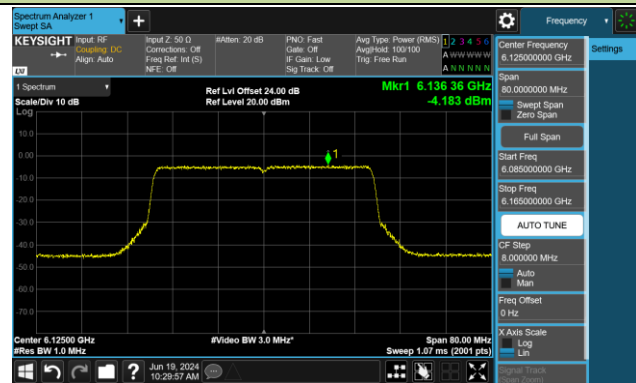 Spectrum Analyzer 1
Swept SA
Frequency
KEYSIGHT
Input: RF
Coupling: DC
Align: Auto
Input Z: 50 Ω
Corrections: Off
Freq Ref: Int (S)
NFE: Off
#Atten: 20 dB
PNO: Fast
Gate: Off
IF Gain: Low
Sig Track: Off
Avg Type: Power (RMS)
Avg|Hold: 100/100
Trig: Free Run
1 2 3 4 5 6
A W W W W W
A N N N N N
LXI
1 Spectrum
Scale/Div 10 dB
Log
Ref Lvl Offset 24.00 dB
Ref Level 20.00 dBm
Mkr1 6.136 36 GHz
-4.183 dBm
1
10.0
0.00
-10.0
-20.0
-30.0
-40.0
-50.0
-60.0
-70.0
Center 6.12500 GHz
#Res BW 1.0 MHz
#Video BW 3.0 MHz*
Span 80.00 MHz
Sweep 1.07 ms (2001 pts)
Jun 19, 2024
10:29:57 AM
Center Frequency
6.125000000 GHz
Settings
Span
80.0000000 MHz
Swept Span
Zero Span
Full Span
Start Freq
6.085000000 GHz
Stop Freq
6.165000000 GHz
AUTO TUNE
CF Step
8.000000 MHz
Auto
Man
Freq Offset
0 Hz
X Axis Scale
Log
Lin
Signal Track
(Span Zoom)